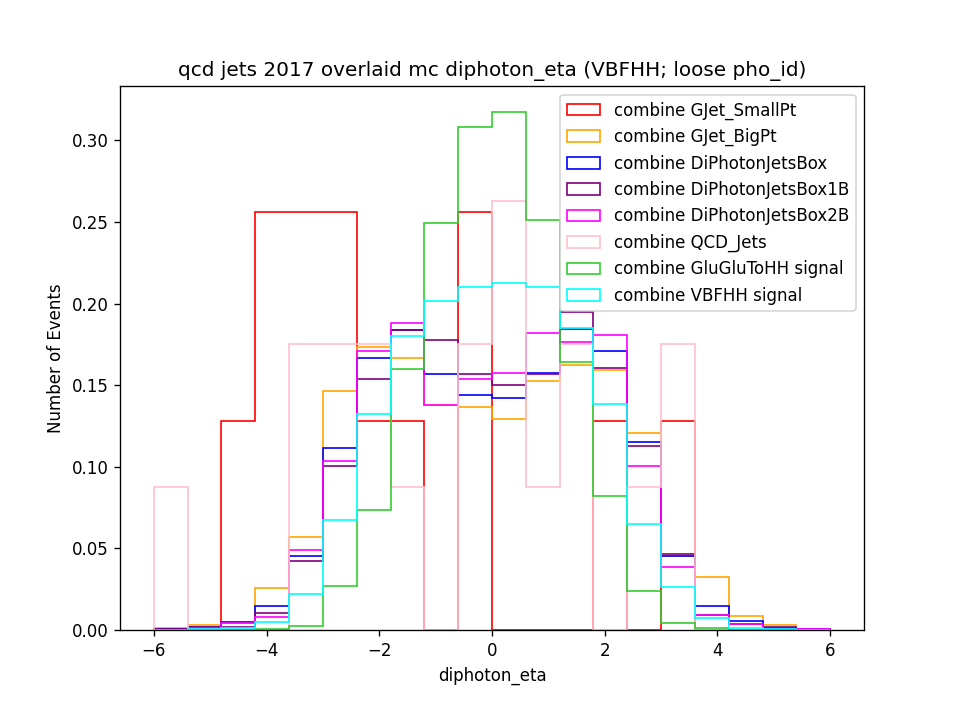 qcd jets 2017 overlaid mc diphoton_eta (VBFHH; loose pho_id)
combine GJet_SmallPt
combine GJet_BigPt
combine DiPhotonJetsBox
combine DiPhotonJetsBox1B
combine DiPhotonJetsBox2B
combine QCD_Jets
combine GluGluToHH signal
combine VBFHH signal
Number of Events
0.30
0.25
0.20
0.15
0.10
0.05
0.00
−6 −4 −2 0 2 4 6
diphoton_eta